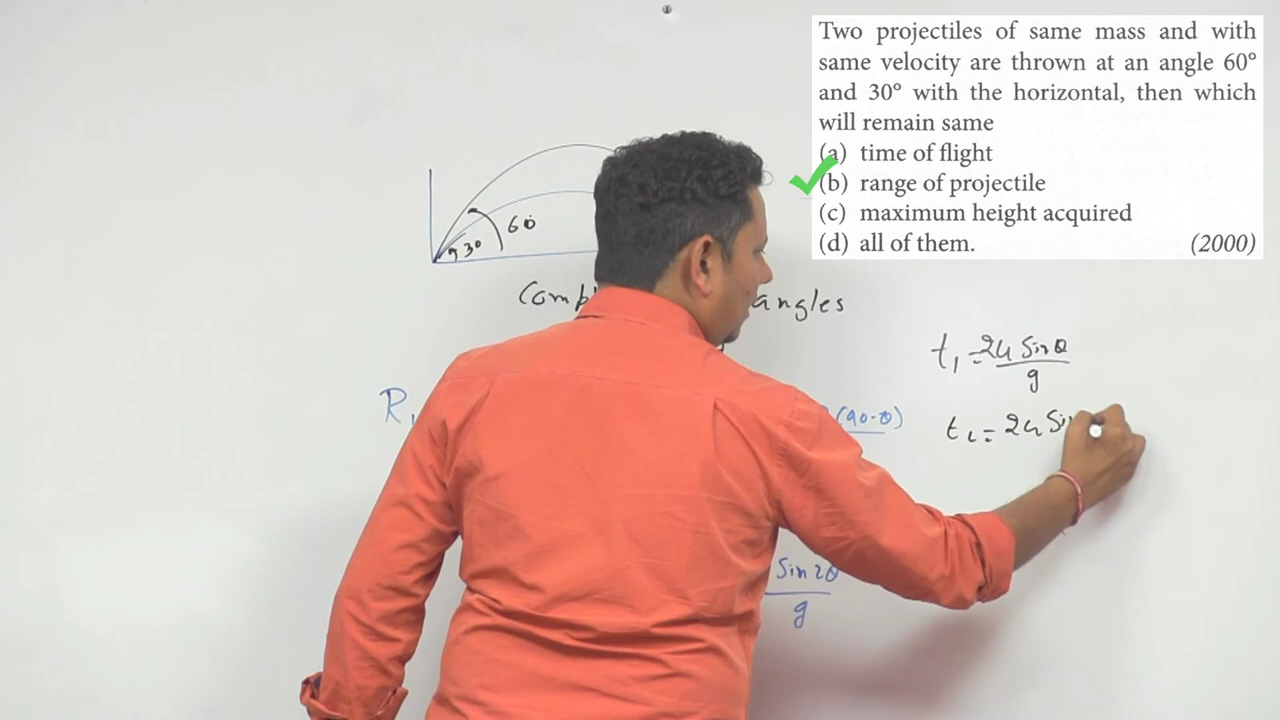 Two projectiles of same mass and with
same velocity are thrown at an angle 60°
and 30° with the horizontal, then which
will remain same
(a) time of flight
(b) range of projectile
(c) maximum height acquired
(d) all of them. (2000)
60
30
angles
t₁ = 2u Sinθ
g
R₁
(90-θ)
t₂ = 2u Si
Sin2θ
g